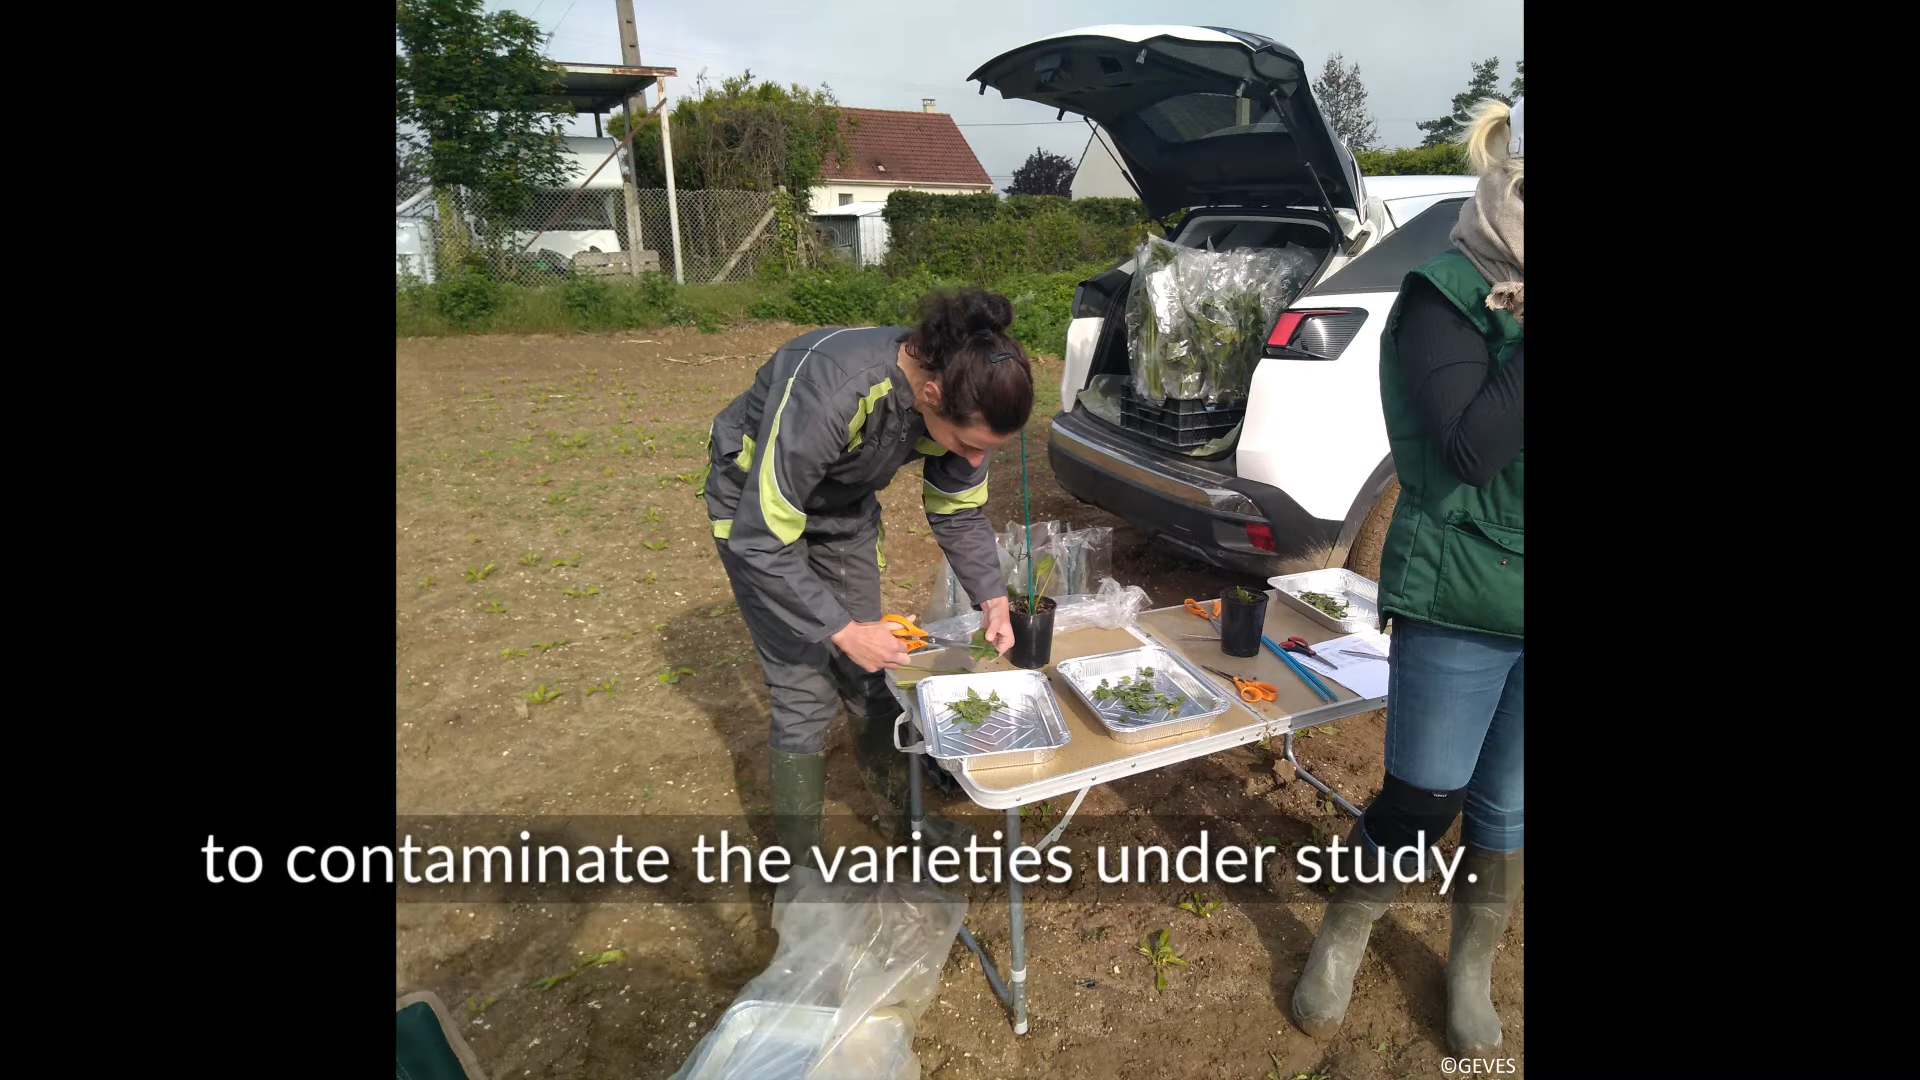 to contaminate the varieties under study.
©GEVES